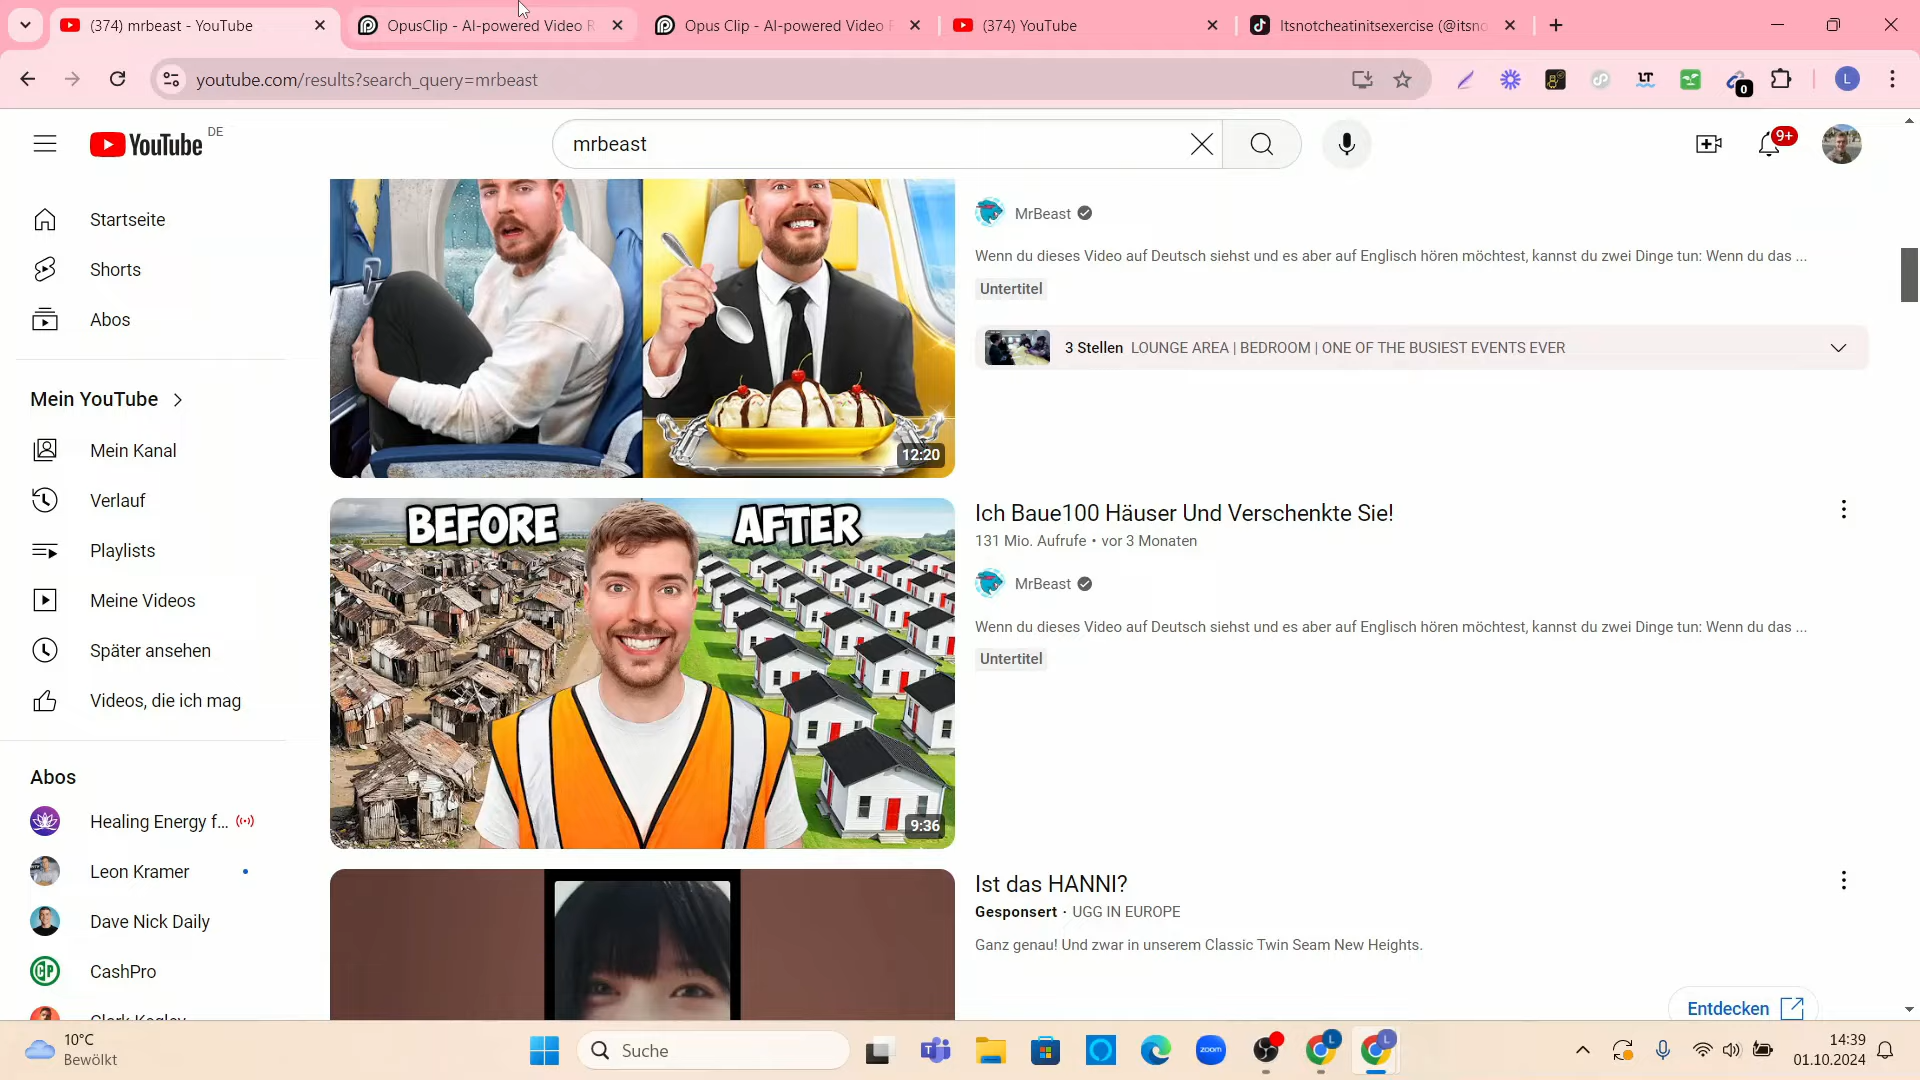 (374) mrbeast - YouTube
OpusClip - AI-powered Video R
Opus Clip - AI-powered Video
(374) YouTube
Itsnotcheatinitsexercise (@itsno
youtube.com/results?search_query=mrbeast
LT
0
L
YouTube DE
mrbeast
9+
Startseite
Shorts
Abos
Mein YouTube
Mein Kanal
Verlauf
Playlists
Meine Videos
Später ansehen
Videos, die ich mag
Abos
Healing Energy f...
Leon Kramer
Dave Nick Daily
CashPro
CP
12:20
MrBeast
Wenn du dieses Video auf Deutsch siehst und es aber auf Englisch hören möchtest, kannst du zwei Dinge tun: Wenn du das ...
Untertitel
3 Stellen LOUNGE AREA | BEDROOM | ONE OF THE BUSIEST EVENTS EVER
BEFORE
AFTER
9:36
Ich Baue100 Häuser Und Verschenkte Sie!
131 Mio. Aufrufe • vor 3 Monaten
MrBeast
Wenn du dieses Video auf Deutsch siehst und es aber auf Englisch hören möchtest, kannst du zwei Dinge tun: Wenn du das ...
Untertitel
Ist das HANNI?
Gesponsert · UGG IN EUROPE
Ganz genau! Und zwar in unserem Classic Twin Seam New Heights.
Entdecken
10°C
Bewölkt
Suche
zoom
L
L
14:39
01.10.2024